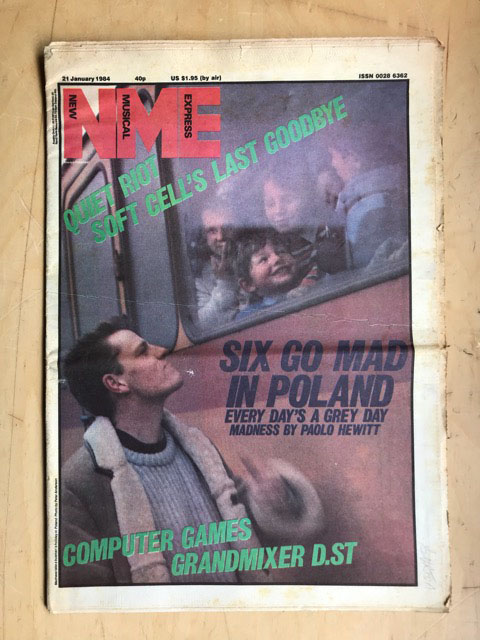 21 January 1984 40p US $1.95 (by air) ISSN 0028 6362
NEW MUSICAL EXPRESS
NME
QUIET RIOT
SOFT CELL'S LAST GOODBYE
SIX GO MAD
IN POLAND
EVERY DAY'S A GREY DAY
MADNESS BY PAOLO HEWITT
COMPUTER GAMES
GRANDMIXER D.ST